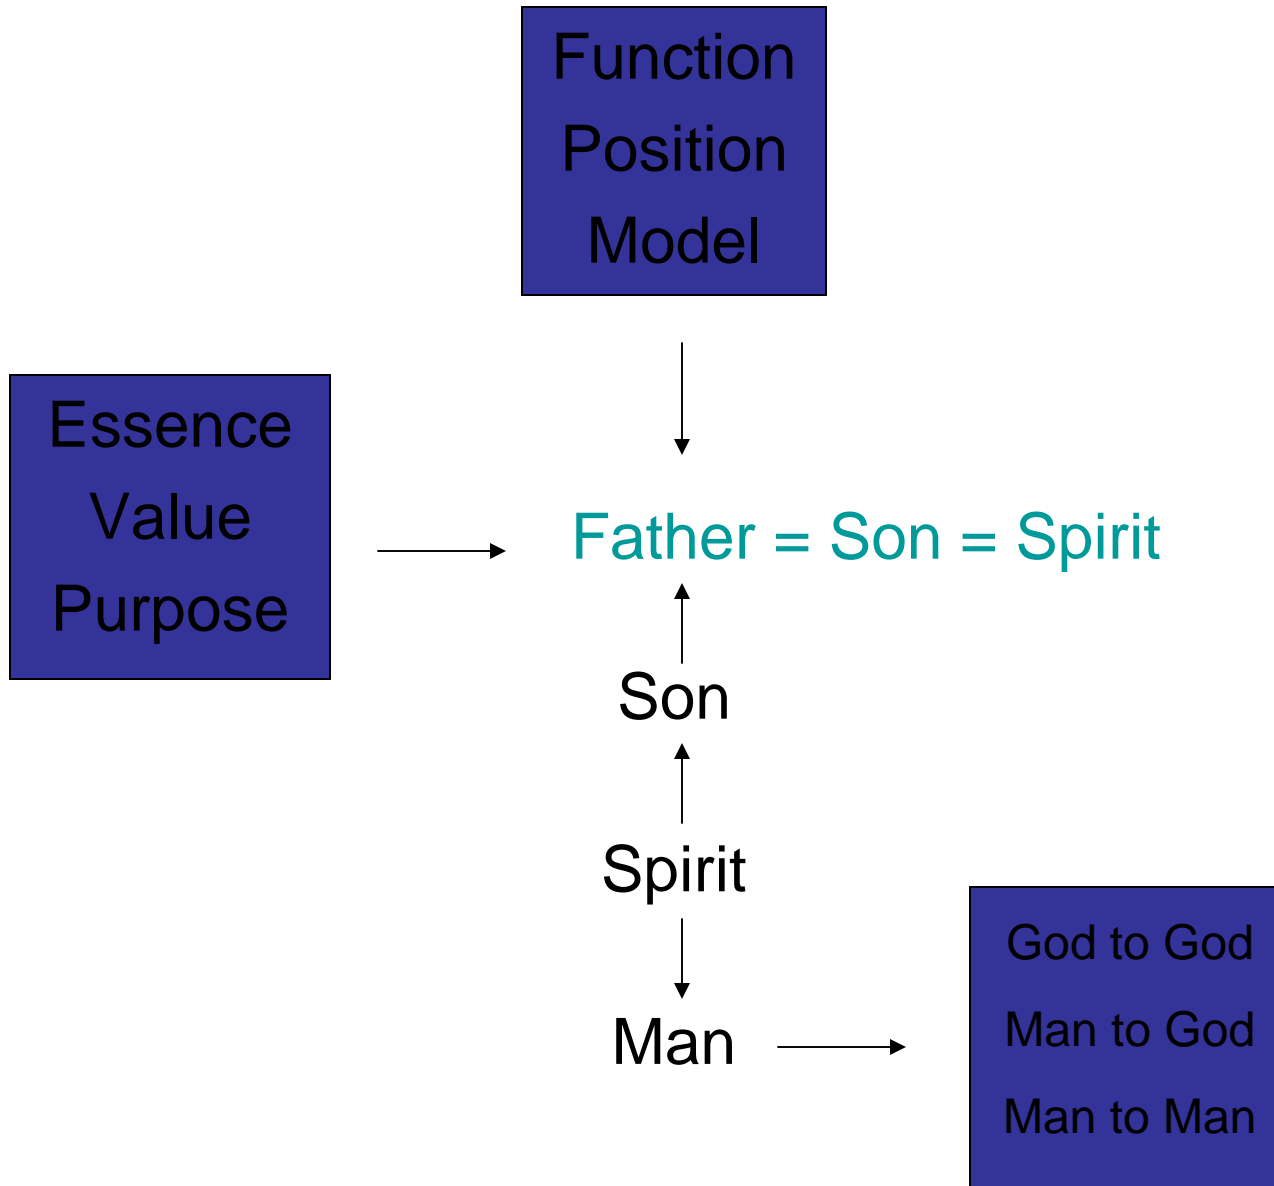 Function
Position
Model
Essence
Value
Purpose
Father = Son = Spirit
Son
Spirit
Man
God to God
Man to God
Man to Man